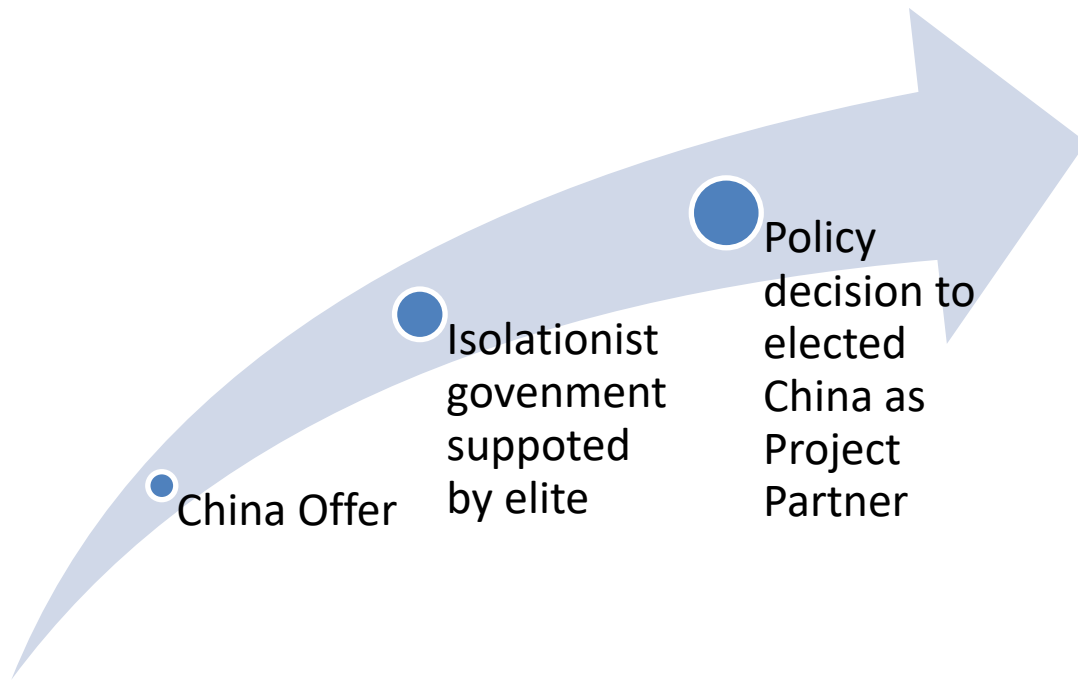 China Offer
Isolationist
govenment
suppoted
by elite
Policy
decision to
elected
China as
Project
Partner